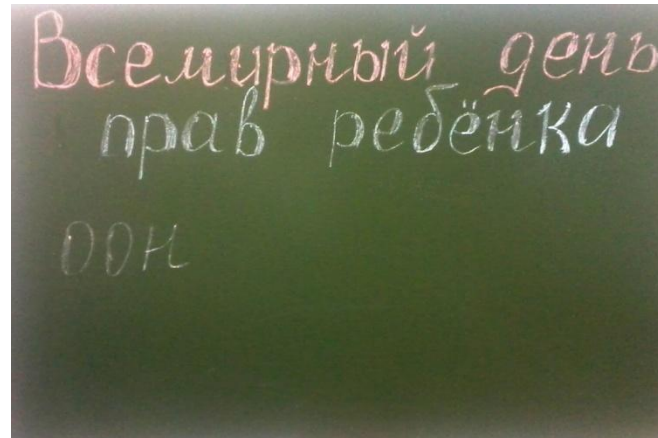 Всемирный день
прав ребёнка
оон